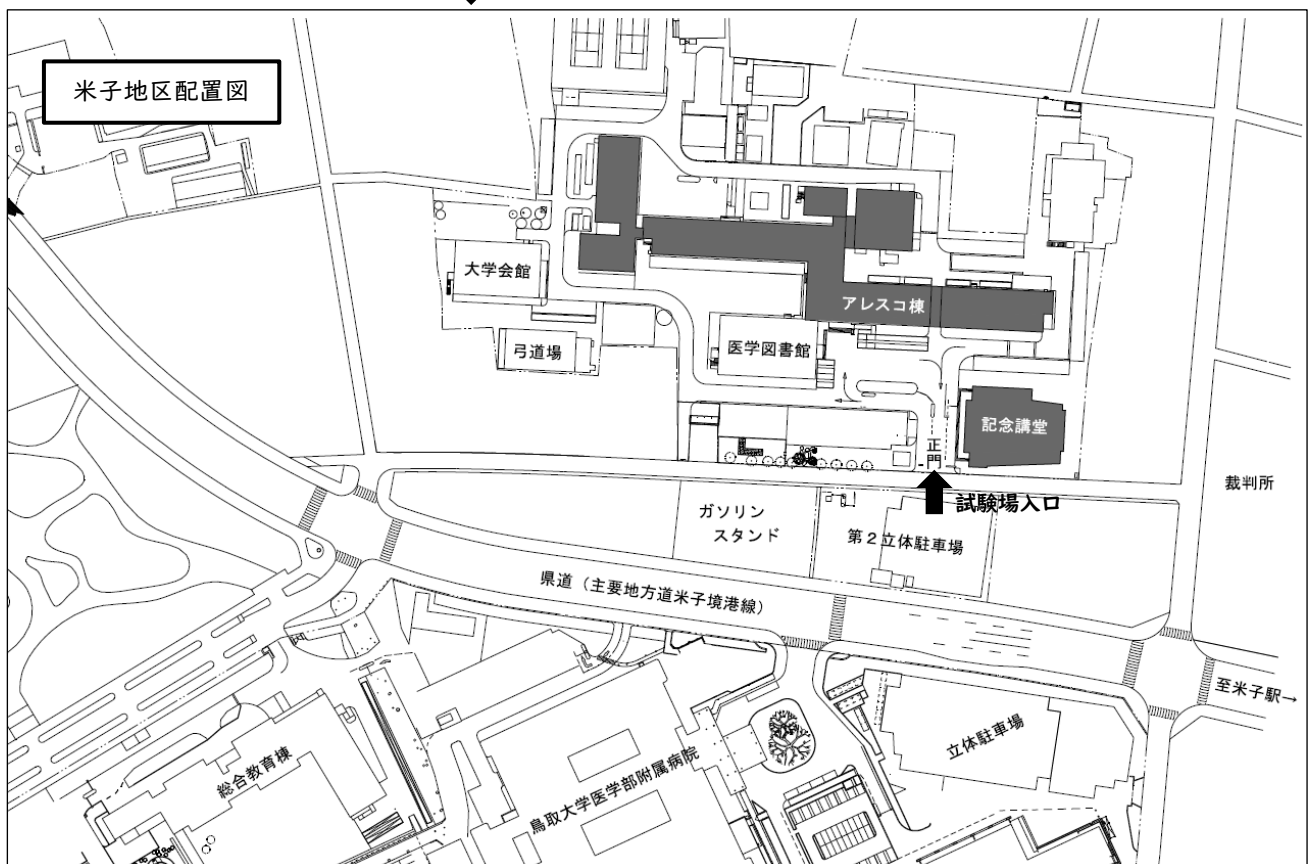 米子地区配置図
大学会館
アレスコ棟
弓道場
医学図書館
記念講堂
正門
試験場入口
裁判所
ガソリン
スタンド
第2立体駐車場
県道（主要地方道米子境港線）
至米子駅→
立体駐車場
総合教育棟
鳥取大学医学部附属病院